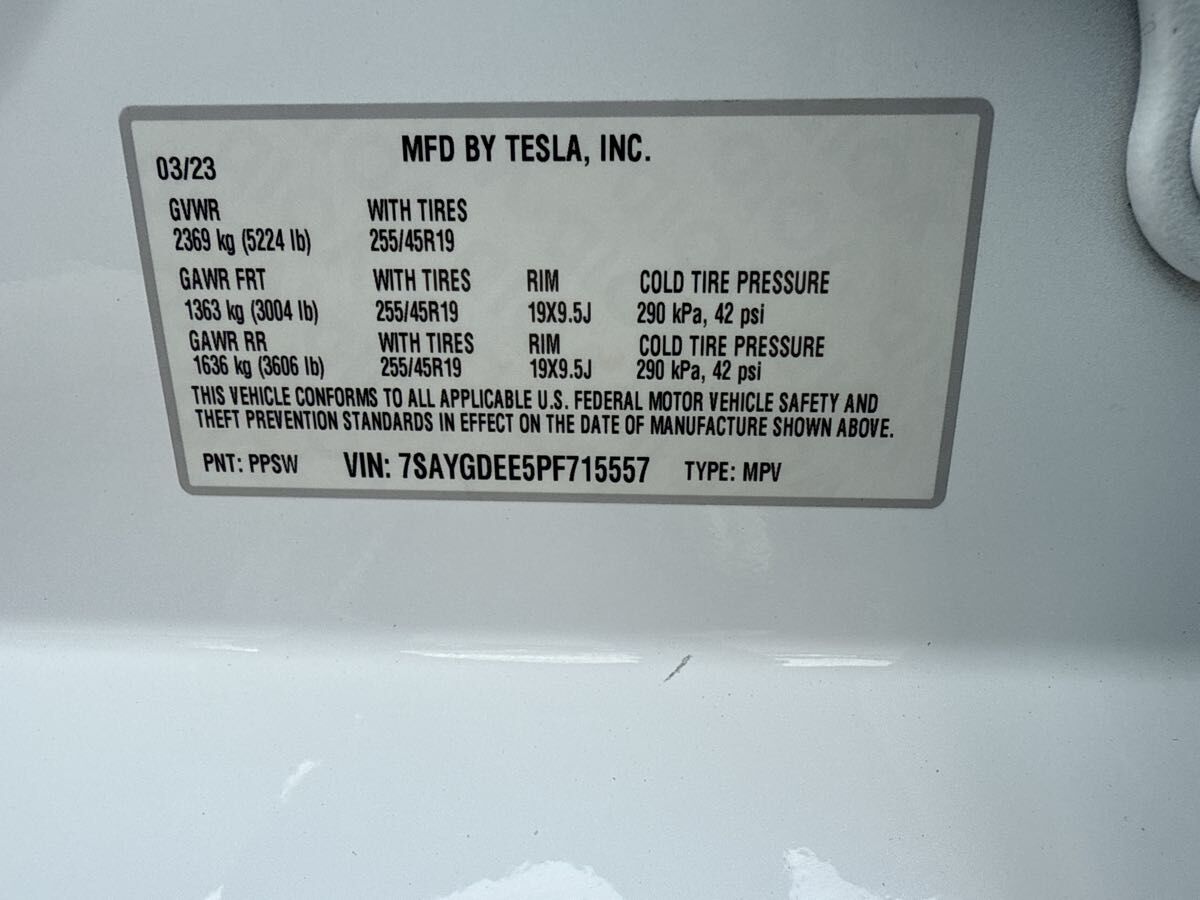 MFD BY TESLA, INC.
03/23
GVWR WITH TIRES
2369 kg (5224 lb) 255/45R19
GAWR FRT WITH TIRES RIM COLD TIRE PRESSURE
1363 kg (3004 lb) 255/45R19 19X9.5J 290 kPa, 42 psi
GAWR RR WITH TIRES RIM COLD TIRE PRESSURE
1636 kg (3606 lb) 255/45R19 19X9.5J 290 kPa, 42 psi
THIS VEHICLE CONFORMS TO ALL APPLICABLE U.S. FEDERAL MOTOR VEHICLE SAFETY AND
THEFT PREVENTION STANDARDS IN EFFECT ON THE DATE OF MANUFACTURE SHOWN ABOVE.
PNT: PPSW VIN: 7SAYGDEE5PF715557 TYPE: MPV